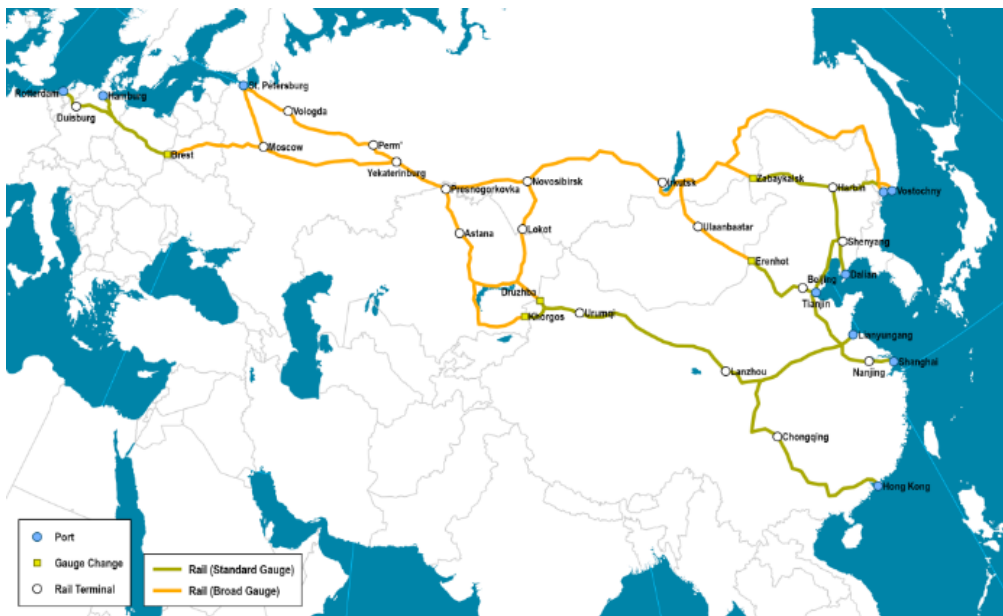 Rotterdam
Hamburg
Duisburg
Brest
St. Petersburg
Vologda
Moscow
Perm'
Yekaterinburg
Presnogorkovka
Novosibirsk
Irkutsk
Zabaykalsk
Harbin
Vostochny
Astana
Lokot
Ulaanbaatar
Shenyang
Erenhot
Beijing
Dalian
Tianjin
Druzhba
Khorgos
Urumqi
Lianyungang
Lanzhou
Nanjing
Shanghai
Chongqing
Hong Kong
Port
Gauge Change
Rail Terminal
Rail (Standard Gauge)
Rail (Broad Gauge)